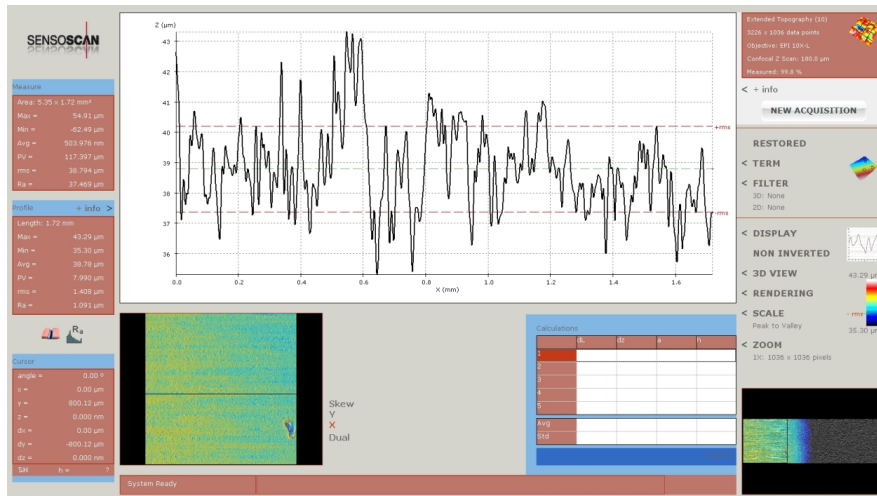 SENSOSCAN
Measure
Area: 5.35 x 1.72 mm²
Max = 54.91 µm
Min = -62.49 µm
Avg = 503.976 nm
PV = 117.397 µm
rms = 38.794 µm
Ra = 37.469 µm
Profile + info >
Length: 1.72 mm
Max = 43.29 µm
Min = 35.30 µm
Avg = 38.78 µm
PV = 7.990 µm
rms = 1.408 µm
Ra = 1.091 µm
Ra
Cursor
angle = 0.00 º
x = 0.00 µm
y = 800.12 µm
z = 0.000 nm
dx = 0.00 µm
dy = -800.12 µm
dz = 0.000 nm
SH h = ?
Z (µm)
43
42
41
40
39
38
37
36
+rms
-rms
0.0 0.2 0.4 0.6 0.8 1.0 1.2 1.4 1.6
X (mm)
Skew
Y
X
Dual
Calculations
dL dz a h
1
2
3
4
5
Avg
Std
System Ready
Extended Topography (10)
3226 x 1036 data points
Objective: EPI 10X-L
Confocal Z Scan: 180.6 µm
Measured: 99.8 %
< + info
NEW ACQUISITION
RESTORED
< TERM
< FILTER
3D: None
2D: None
< DISPLAY
NON INVERTED
< 3D VIEW
43.29 µm
< RENDERING
< SCALE
- rms
Peak to Valley
35.30 µm
< ZOOM
1X: 1036 x 1036 pixels